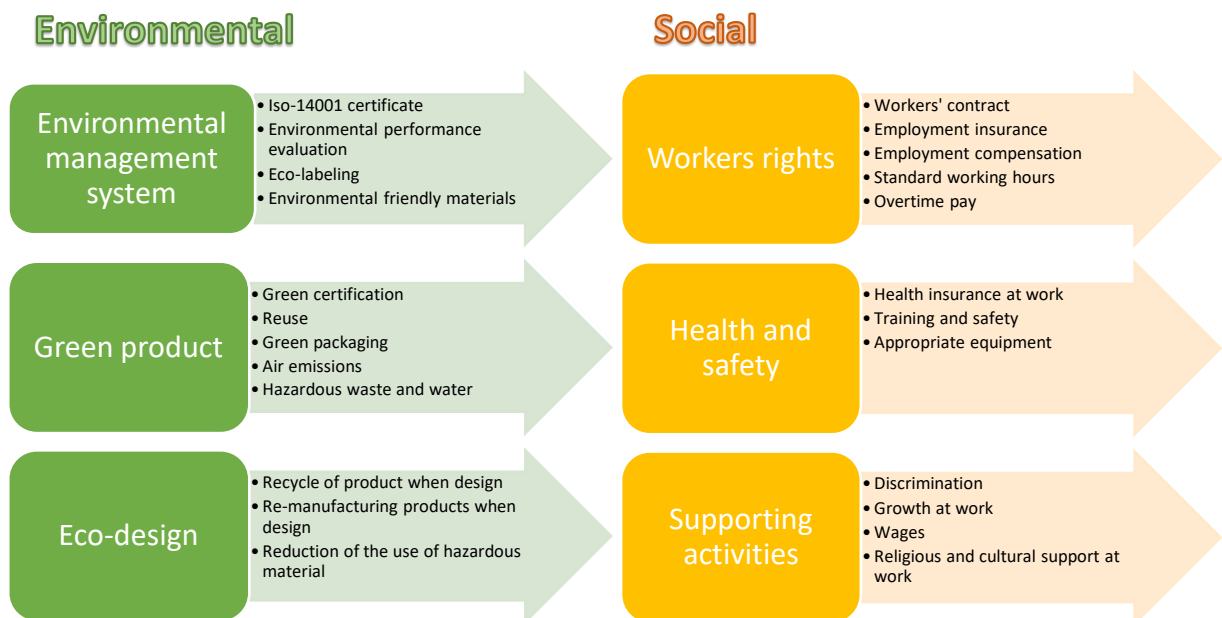 Environmental
Environmental
management
system
• Iso-14001 certificate
• Environmental performance
evaluation
• Eco-labeling
• Environmental friendly materials
Green product
• Green certification
• Reuse
• Green packaging
• Air emissions
• Hazardous waste and water
Eco-design
• Recycle of product when design
• Re-manufacturing products when
design
• Reduction of the use of hazardous
material
Social
Workers rights
• Workers' contract
• Employment insurance
• Employment compensation
• Standard working hours
• Overtime pay
Health and
safety
• Health insurance at work
• Training and safety
• Appropriate equipment
Supporting
activities
• Discrimination
• Growth at work
• Wages
• Religious and cultural support at
work